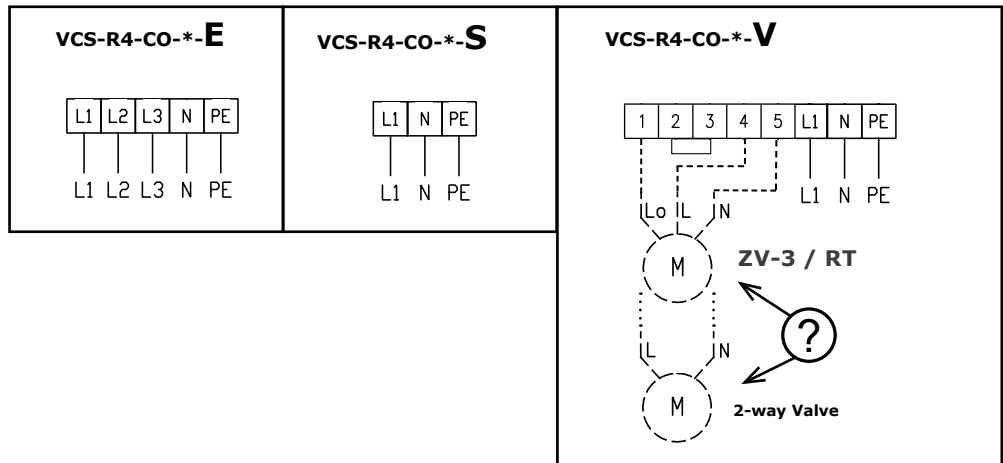 VCS-R4-CO-*-E
L1 L2 L3 N PE
L1 L2 L3 N PE
VCS-R4-CO-*-S
L1 N PE
L1 N PE
VCS-R4-CO-*-V
1 2 3 4 5 L1 N PE
L1 N PE
Lo L N
M
ZV-3 / RT
?
L N
M
2-way Valve